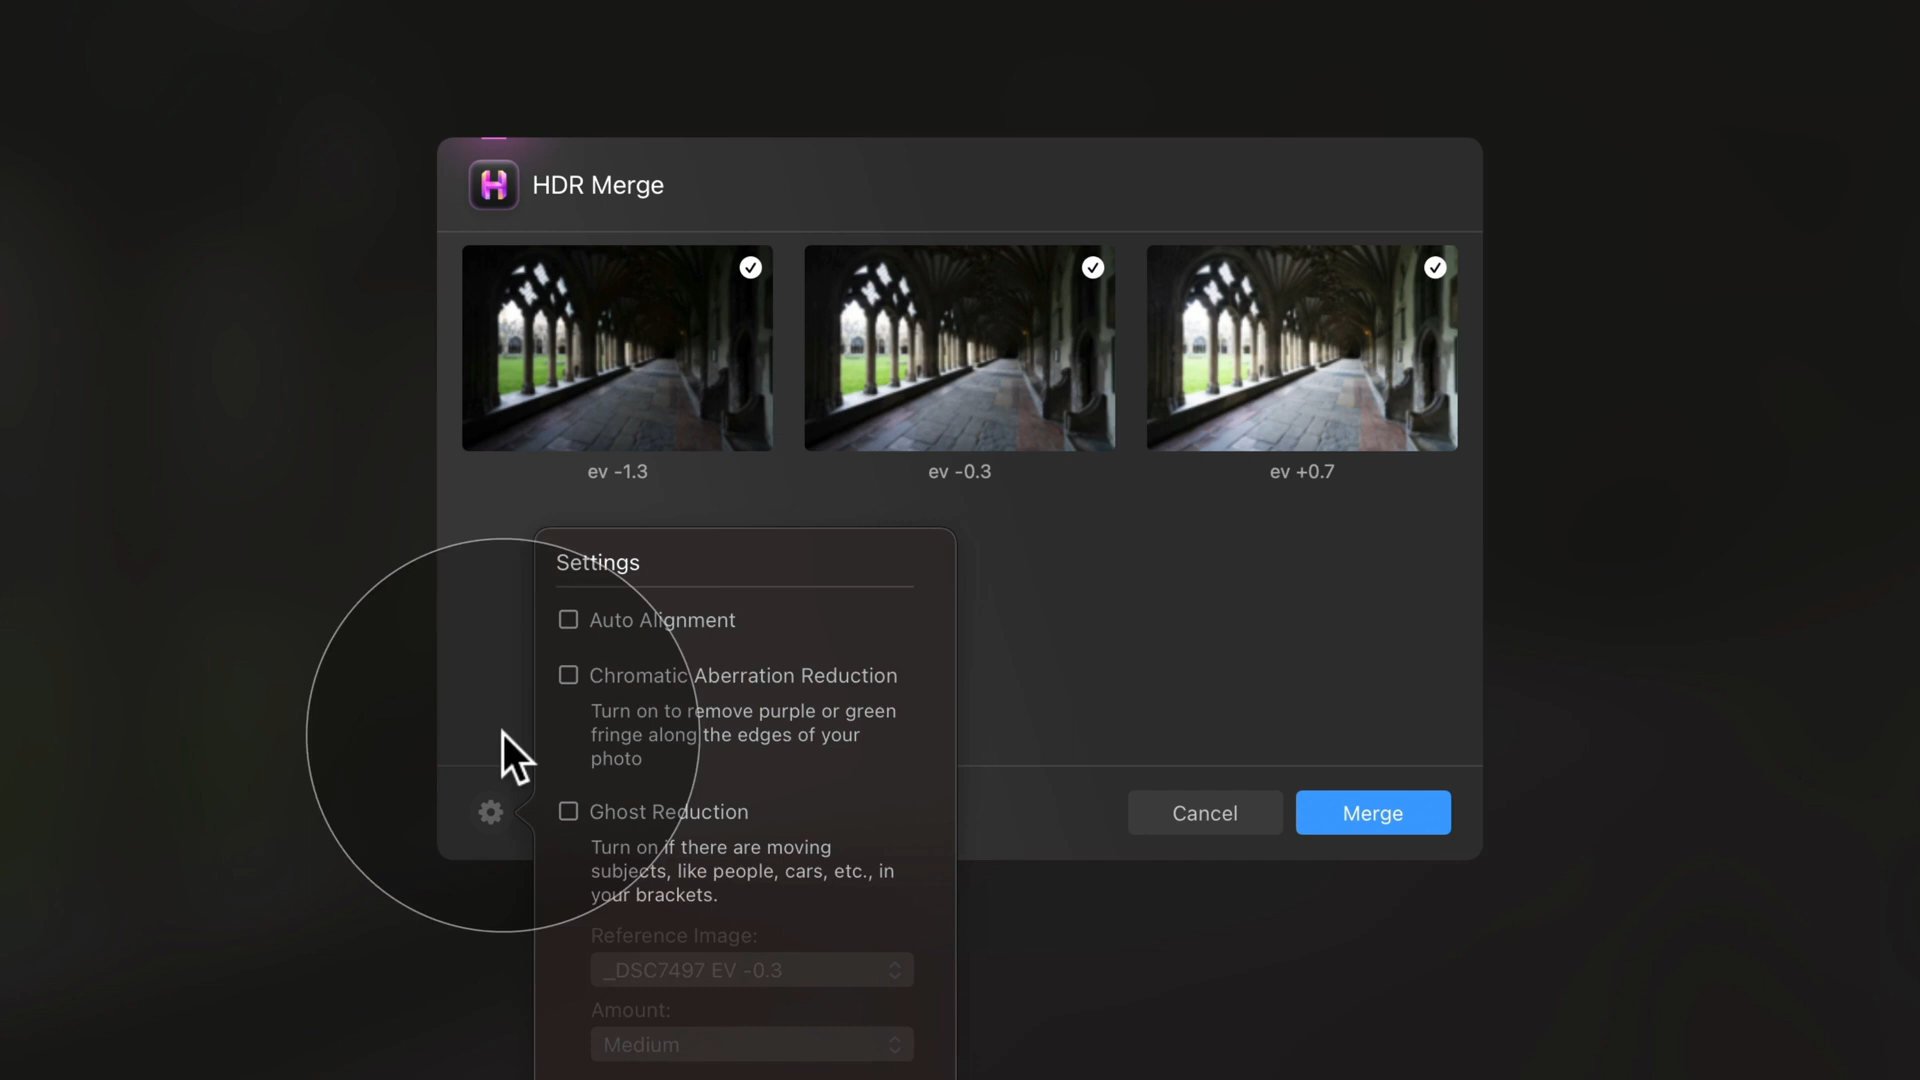 HDR Merge
ev -1.3
ev -0.3
ev +0.7
Settings
Auto Alignment
Chromatic Aberration Reduction
Turn on to remove purple or green
fringe along the edges of your
photo
Ghost Reduction
Turn on if there are moving
subjects, like people, cars, etc., in
your brackets.
Reference Image:
_DSC7497 EV -0.3
Amount:
Medium
Cancel
Merge